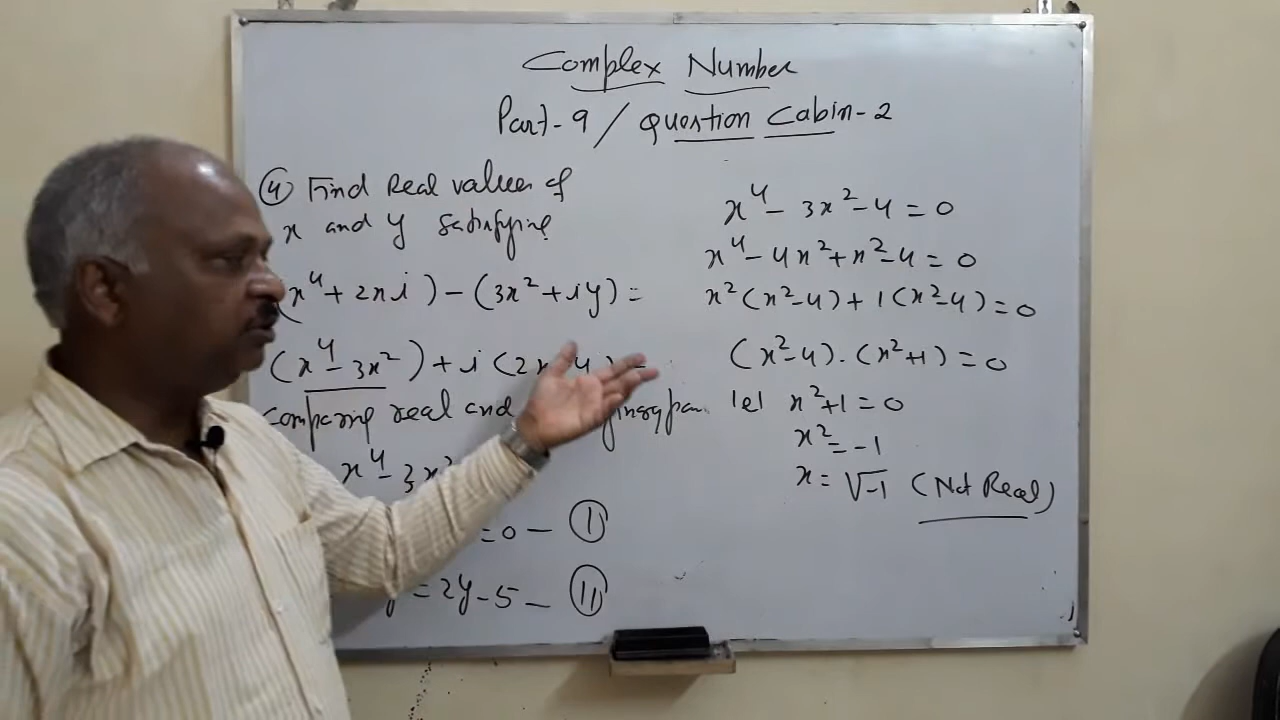 Complex Number
Part-9 / Question Cabin-2
(4) Find Real values of
x and y satisfying
(x⁴ + 2xi) - (3x² + iy) =
(x⁴ - 3x²) + i(2x
Comparing real and
x⁴ - 3x²
= 0 — (I)
y = 2y - 5 — (II)
x⁴ - 3x² - 4 = 0
x⁴ - 4x² + x² - 4 = 0
x²(x² - 4) + 1(x² - 4) = 0
(x² - 4) . (x² + 1) = 0
let x² + 1 = 0
x² = -1
x = √-1 (Not Real)